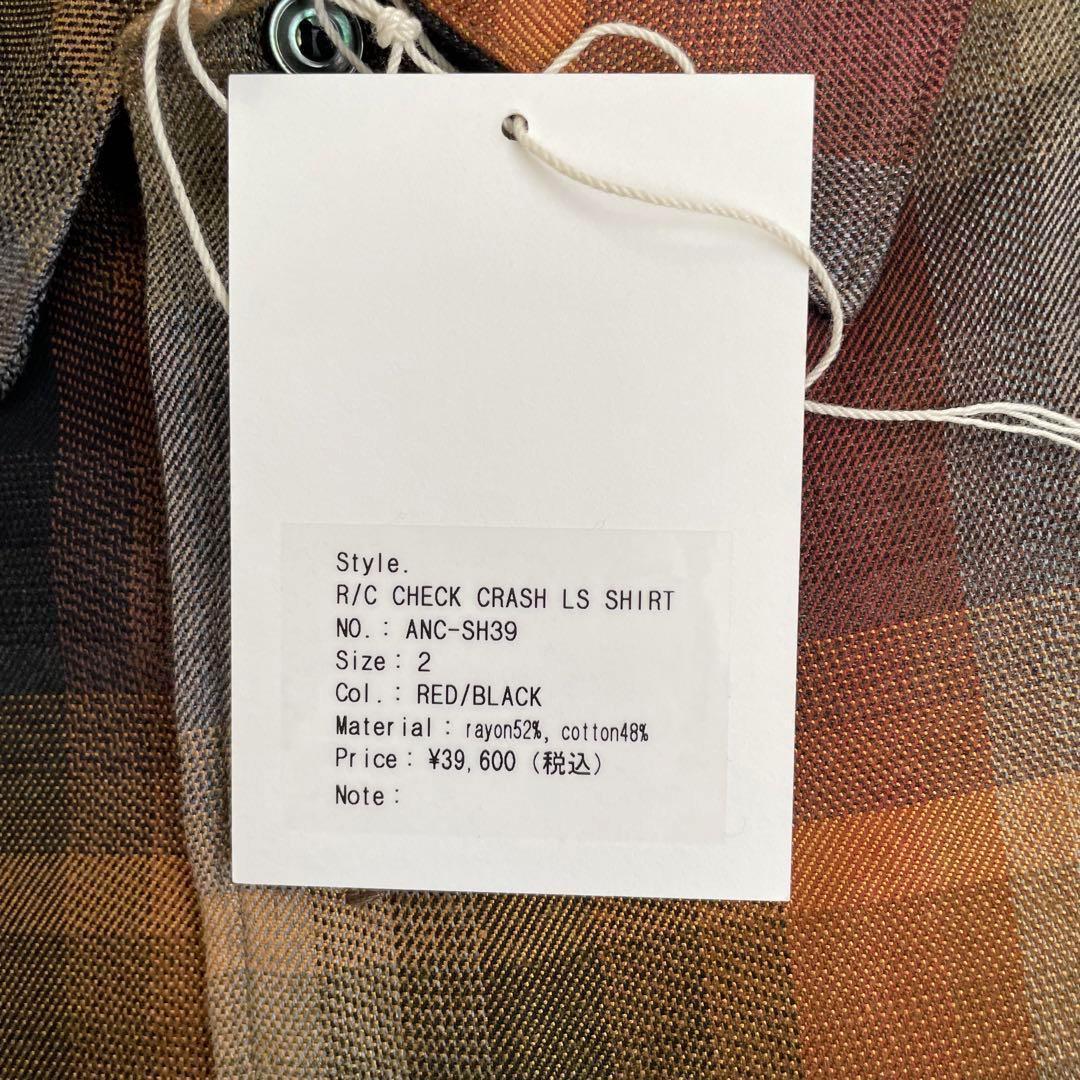 Style.
R/C CHECK CRASH LS SHIRT
NO.: ANC-SH39
Size: 2
Col.: RED/BLACK
Material: rayon52%, cotton48%
Price: ¥39,600 (税込)
Note: